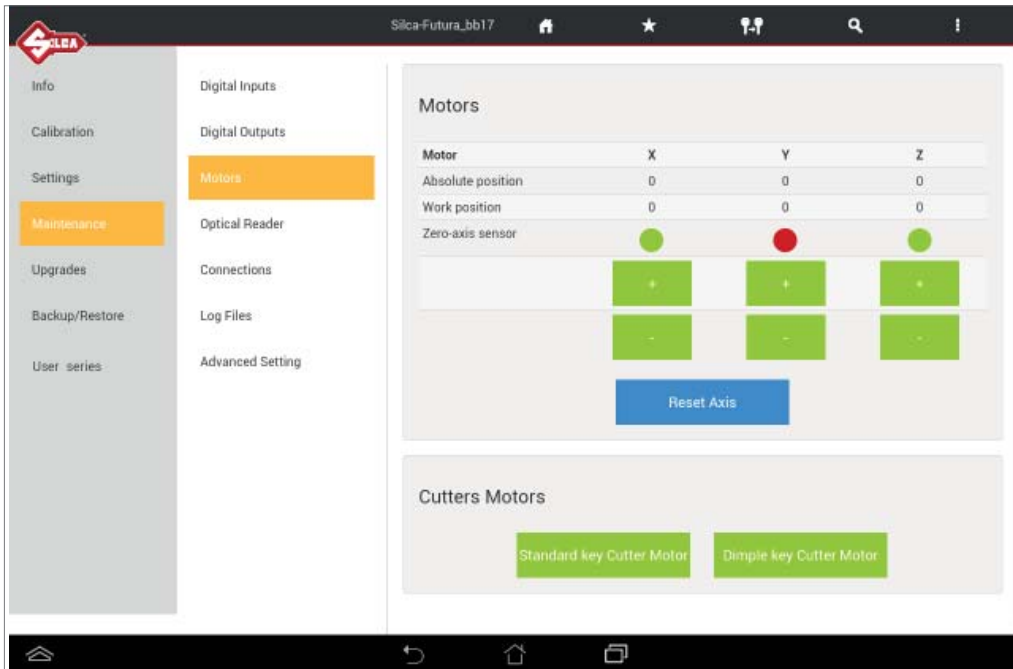 SILCA
Silca-Futura_bb17
Info
Calibration
Settings
Maintenance
Upgrades
Backup/Restore
User series
Digital Inputs
Digital Outputs
Motors
Optical Reader
Connections
Log Files
Advanced Setting
Motors
Motor X Y Z
Absolute position 0 0 0
Work position 0 0 0
Zero-axis sensor
+ + +
- - -
Reset Axis
Cutters Motors
Standard key Cutter Motor Dimple key Cutter Motor